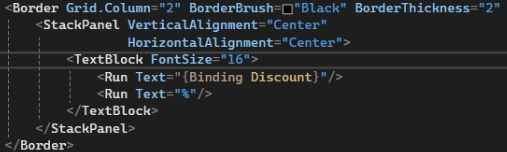 <Border Grid.Column="2" BorderBrush="Black" BorderThickness="2"
<StackPanel VerticalAlignment="Center"
HorizontalAlignment="Center">
<TextBlock FontSize="16">
<Run Text="{Binding Discount}"/>
<Run Text="%"/>
</TextBlock>
</StackPanel>
</Border>